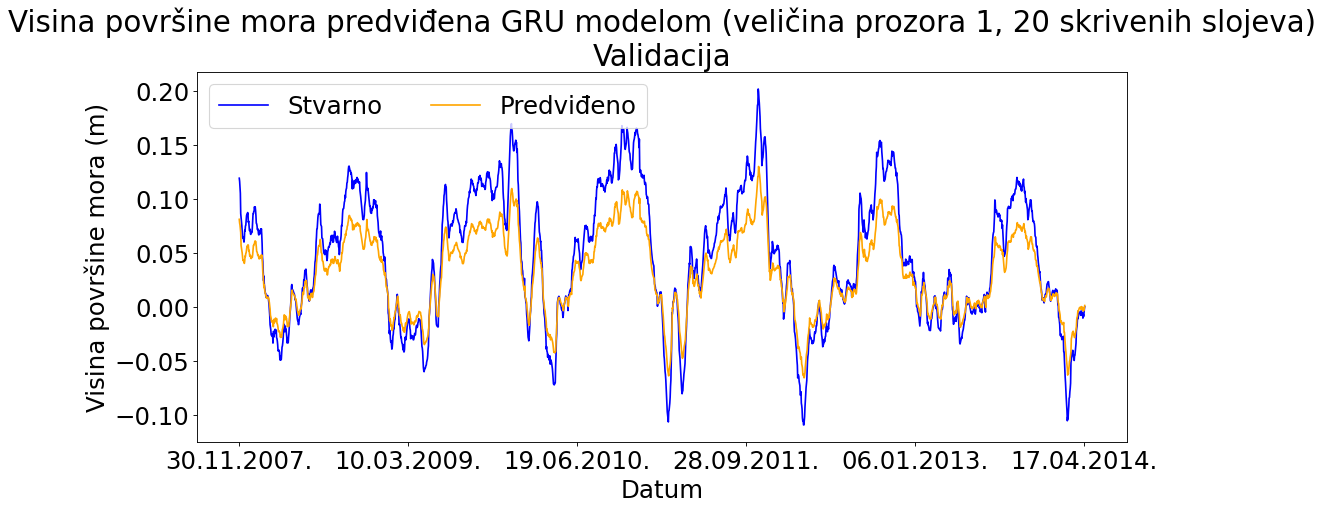 Visina površine mora predviđena GRU modelom (veličina prozora 1, 20 skrivenih slojeva)
Validacija
Stvarno Predviđeno
Visina površine mora (m)
0.20
0.15
0.10
0.05
0.00
−0.05
−0.10
30.11.2007. 10.03.2009. 19.06.2010. 28.09.2011. 06.01.2013. 17.04.2014.
Datum